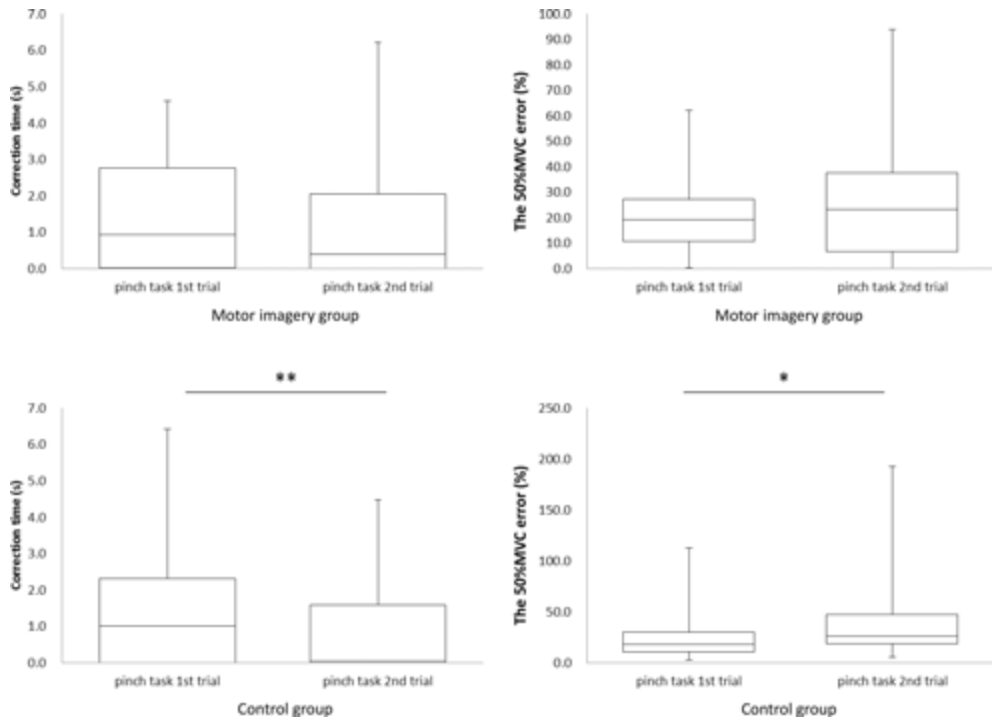 Correction time (s)
7.0
6.0
5.0
4.0
3.0
2.0
1.0
0.0
pinch task 1st trial pinch task 2nd trial
Motor imagery group
The 50%MVC error (%)
100.0
90.0
80.0
70.0
60.0
50.0
40.0
30.0
20.0
10.0
0.0
pinch task 1st trial pinch task 2nd trial
Motor imagery group
**
Correction time (s)
7.0
6.0
5.0
4.0
3.0
2.0
1.0
0.0
pinch task 1st trial pinch task 2nd trial
Control group
*
The 50%MVC error (%)
250.0
200.0
150.0
100.0
50.0
0.0
pinch task 1st trial pinch task 2nd trial
Control group